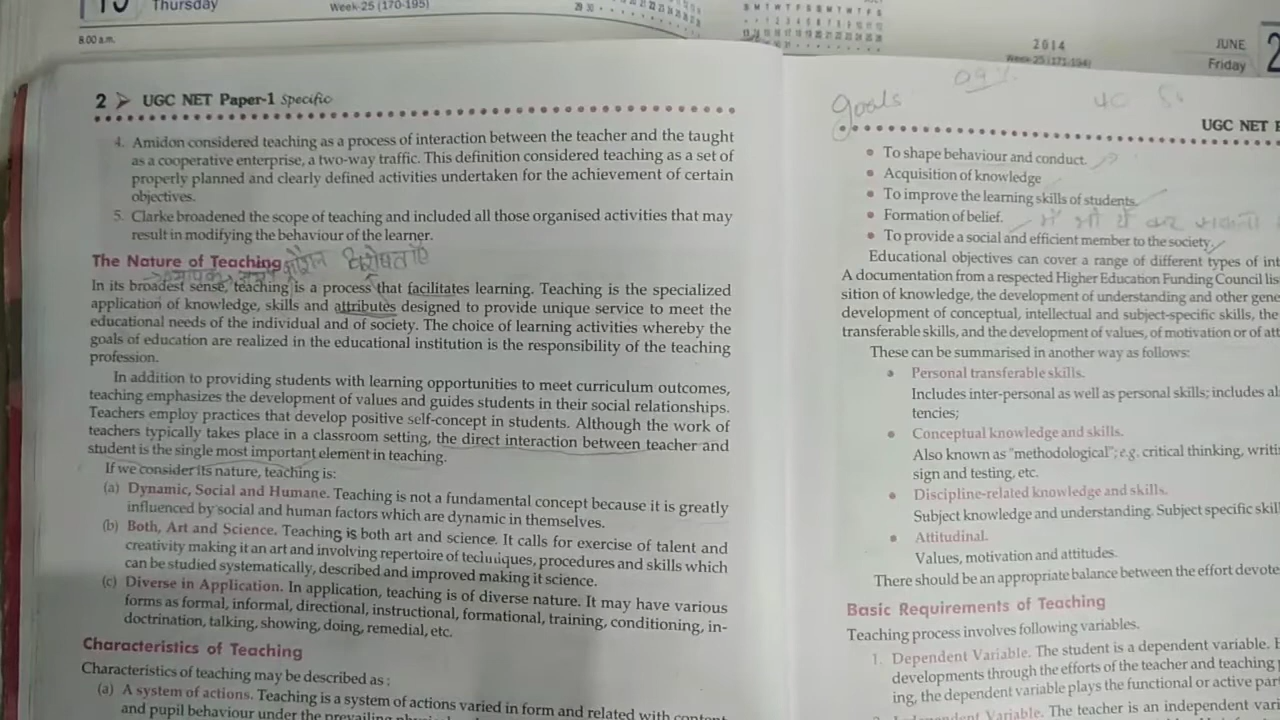 Thursday
Week-25 (170-195)
8.00 a.m.
2 UGC NET Paper-1 Specific
4. Amidon considered teaching as a process of interaction between the teacher and the taught
as a cooperative enterprise, a two-way traffic. This definition considered teaching as a set of
properly planned and clearly defined activities undertaken for the achievement of certain
objectives.
5. Clarke broadened the scope of teaching and included all those organised activities that may
result in modifying the behaviour of the learner.
The Nature of Teaching
विशेषताएँ
In its broadest sense, teaching is a process that facilitates learning. Teaching is the specialized
application of knowledge, skills and attributes designed to provide unique service to meet the
educational needs of the individual and of society. The choice of learning activities whereby the
goals of education are realized in the educational institution is the responsibility of the teaching
profession.
In addition to providing students with learning opportunities to meet curriculum outcomes,
teaching emphasizes the development of values and guides students in their social relationships.
Teachers employ practices that develop positive self-concept in students. Although the work of
teachers typically takes place in a classroom setting, the direct interaction between teacher and
student is the single most important element in teaching.
If we consider its nature, teaching is:
(a) Dynamic, Social and Humane. Teaching is not a fundamental concept because it is greatly
influenced by social and human factors which are dynamic in themselves.
(b) Both, Art and Science. Teaching is both art and science. It calls for exercise of talent and
creativity making it an art and involving repertoire of techniques, procedures and skills which
can be studied systematically, described and improved making it science.
(c) Diverse in Application. In application, teaching is of diverse nature. It may have various
forms as formal, informal, directional, instructional, formational, training, conditioning, in-
doctrination, talking, showing, doing, remedial, etc.
Characteristics of Teaching
Characteristics of teaching may be described as :
(a) A system of actions. Teaching is a system of actions varied in form and related with content
and pupil behaviour under the prevailing
2014
JUNE
Friday
goals
UGC NET
• To shape behaviour and conduct.
• Acquisition of knowledge
• To improve the learning skills of students.
• Formation of belief.
• To provide a social and efficient member to the society.
Educational objectives can cover a range of different types of
A documentation from a respected Higher Education Funding Council
sition of knowledge, the development of understanding and other
development of conceptual, intellectual and subject-specific skills, the
transferable skills, and the development of values, of motivation or of
These can be summarised in another way as follows:
• Personal transferable skills.
Includes inter-personal as well as personal skills; includes
tencies;
• Conceptual knowledge and skills.
Also known as "methodological"; e.g. critical thinking,
sign and testing, etc.
• Discipline-related knowledge and skills.
Subject knowledge and understanding. Subject specific
• Attitudinal.
Values, motivation and attitudes.
There should be an appropriate balance between the effort
Basic Requirements of Teaching
Teaching process involves following variables.
1. Dependent Variable. The student is a dependent variable.
developments through the efforts of the teacher and teaching
ing, the dependent variable plays the functional or active
Variable. The teacher is an independent